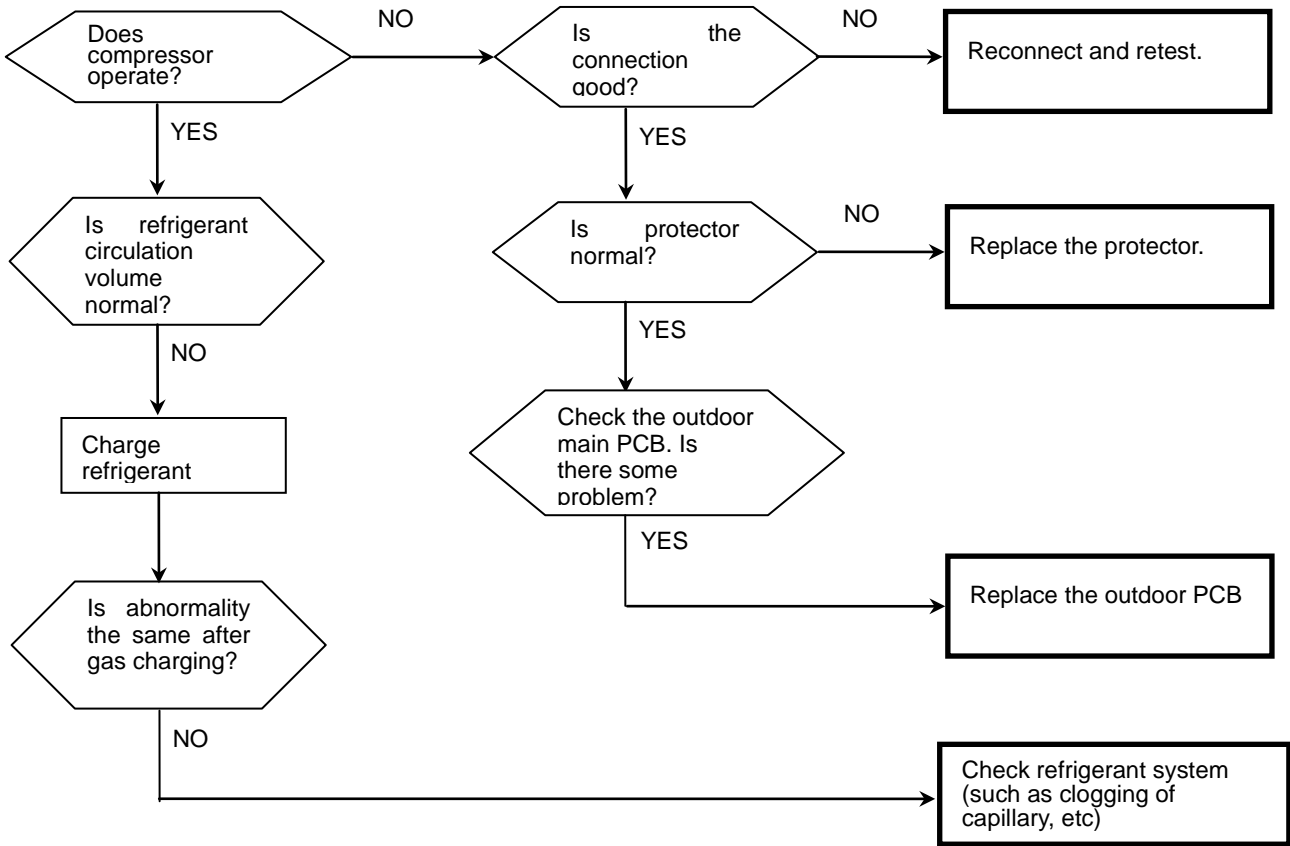 Does
compressor
operate?
NO
Is the
connection
good?
NO
Reconnect and retest.
YES
YES
Is refrigerant
circulation
volume
normal?
Is protector
normal?
NO
Replace the protector.
NO
YES
Charge
refrigerant
Check the outdoor
main PCB. Is
there some
problem?
YES
Replace the outdoor PCB
Is abnormality
the same after
gas charging?
NO
Check refrigerant system
(such as clogging of
capillary, etc)